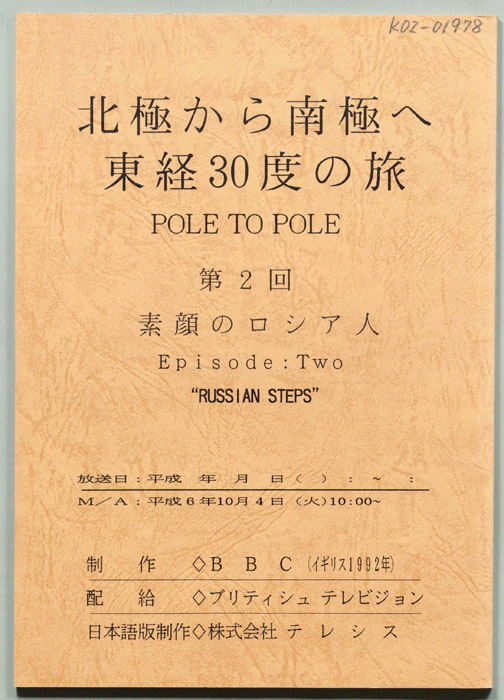 KOZ-01978
北極から南極へ
東経30度の旅
POLE TO POLE
第2回
素顔のロシア人
Episode:Two
“RUSSIAN STEPS”
放送日:平成 年 月 日( ) : ~ :
M/A:平成6年10月4日(火)10:00~
制 作 ◇BBC(イギリス1992年)
配 給 ◇ブリティシュ テレビジョン
日本語版制作◇株式会社 テレシス